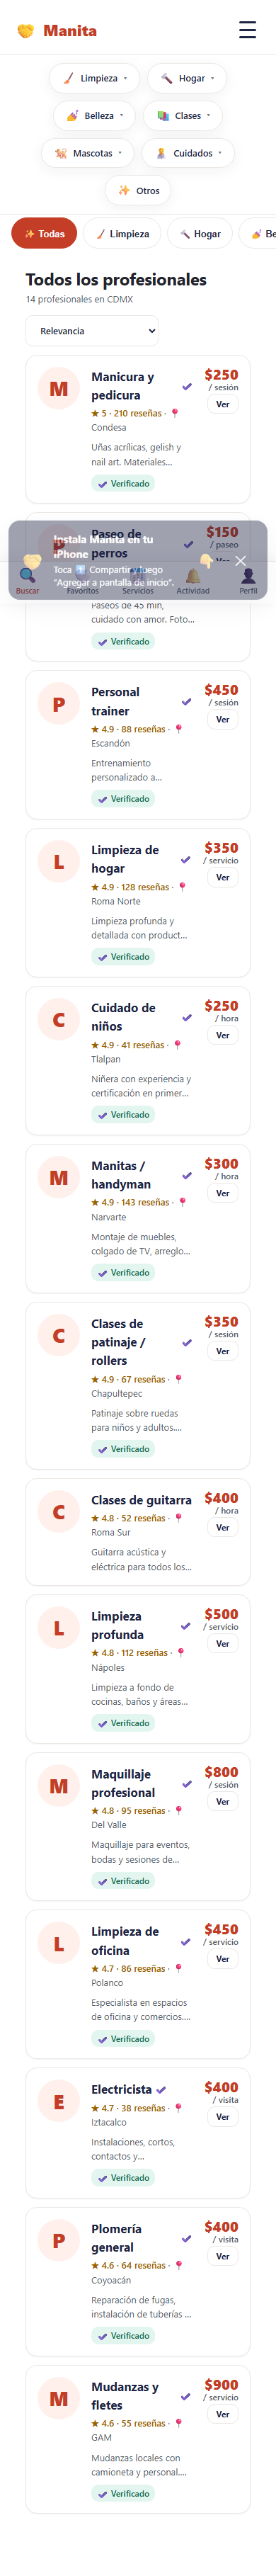 Manita
Limpieza
Hogar
Belleza
Clases
Mascotas
Cuidados
Otros
Todas
Limpieza
Hogar
Todos los profesionales
14 profesionales en CDMX
Relevancia
M
Manicura y
pedicura
$250
/ sesión
Ver
★ 5 · 210 reseñas ·
Condesa
Uñas acrílicas, gelish y
nail art. Materiales...
Verificado
Paseo de
perros
$150
/ paseo
Instala Manita en tu
iPhone
Toca Compartir y luego
"Agregar a pantalla de inicio".
Buscar
Favoritos
Servicios
Actividad
Perfil
Paseos de 45 min,
cuidado con amor. Foto...
Verificado
P
Personal
trainer
$450
/ sesión
Ver
★ 4.9 · 88 reseñas ·
Escandón
Entrenamiento
personalizado a...
Verificado
L
Limpieza de
hogar
$350
/ servicio
Ver
★ 4.9 · 128 reseñas ·
Roma Norte
Limpieza profunda y
detallada con product...
Verificado
C
Cuidado de
niños
$250
/ hora
Ver
★ 4.9 · 41 reseñas ·
Tlalpan
Niñera con experiencia y
certificación en primer...
Verificado
M
Manitas /
handyman
$300
/ hora
Ver
★ 4.9 · 143 reseñas ·
Narvarte
Montaje de muebles,
colgado de TV, arreglo...
Verificado
C
Clases de
patinaje /
rollers
$350
/ sesión
Ver
★ 4.9 · 67 reseñas ·
Chapultepec
Patinaje sobre ruedas
para niños y adultos....
Verificado
C
Clases de guitarra
$400
/ hora
Ver
★ 4.8 · 52 reseñas ·
Roma Sur
Guitarra acústica y
eléctrica para todos los...
L
Limpieza
profunda
$500
/ servicio
Ver
★ 4.8 · 112 reseñas ·
Nápoles
Limpieza a fondo de
cocinas, baños y áreas...
Verificado
M
Maquillaje
profesional
$800
/ sesión
Ver
★ 4.8 · 95 reseñas ·
Del Valle
Maquillaje para eventos,
bodas y sesiones de...
Verificado
L
Limpieza de
oficina
$450
/ servicio
Ver
★ 4.7 · 86 reseñas ·
Polanco
Especialista en espacios
de oficina y comercios....
Verificado
E
Electricista
$400
/ visita
Ver
★ 4.7 · 38 reseñas ·
Iztacalco
Instalaciones, cortos,
contactos y...
Verificado
P
Plomería
general
$400
/ visita
Ver
★ 4.6 · 64 reseñas ·
Coyoacán
Reparación de fugas,
instalación de tuberías ...
Verificado
M
Mudanzas y
fletes
$900
/ servicio
Ver
★ 4.6 · 55 reseñas ·
GAM
Mudanzas locales con
camioneta y personal....
Verificado